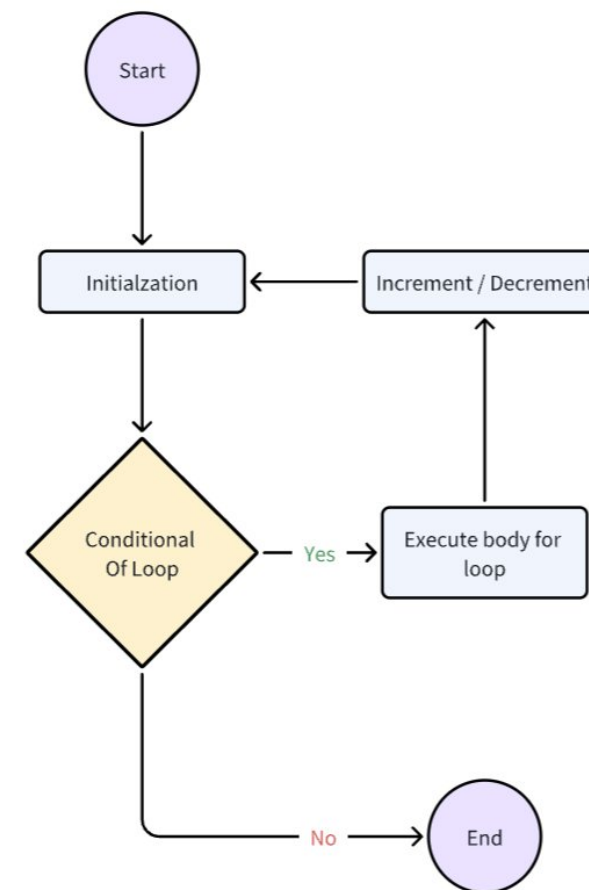 Start
Initialzation
Increment / Decrement
Conditional
Of Loop
Yes
Execute body for
loop
No
End